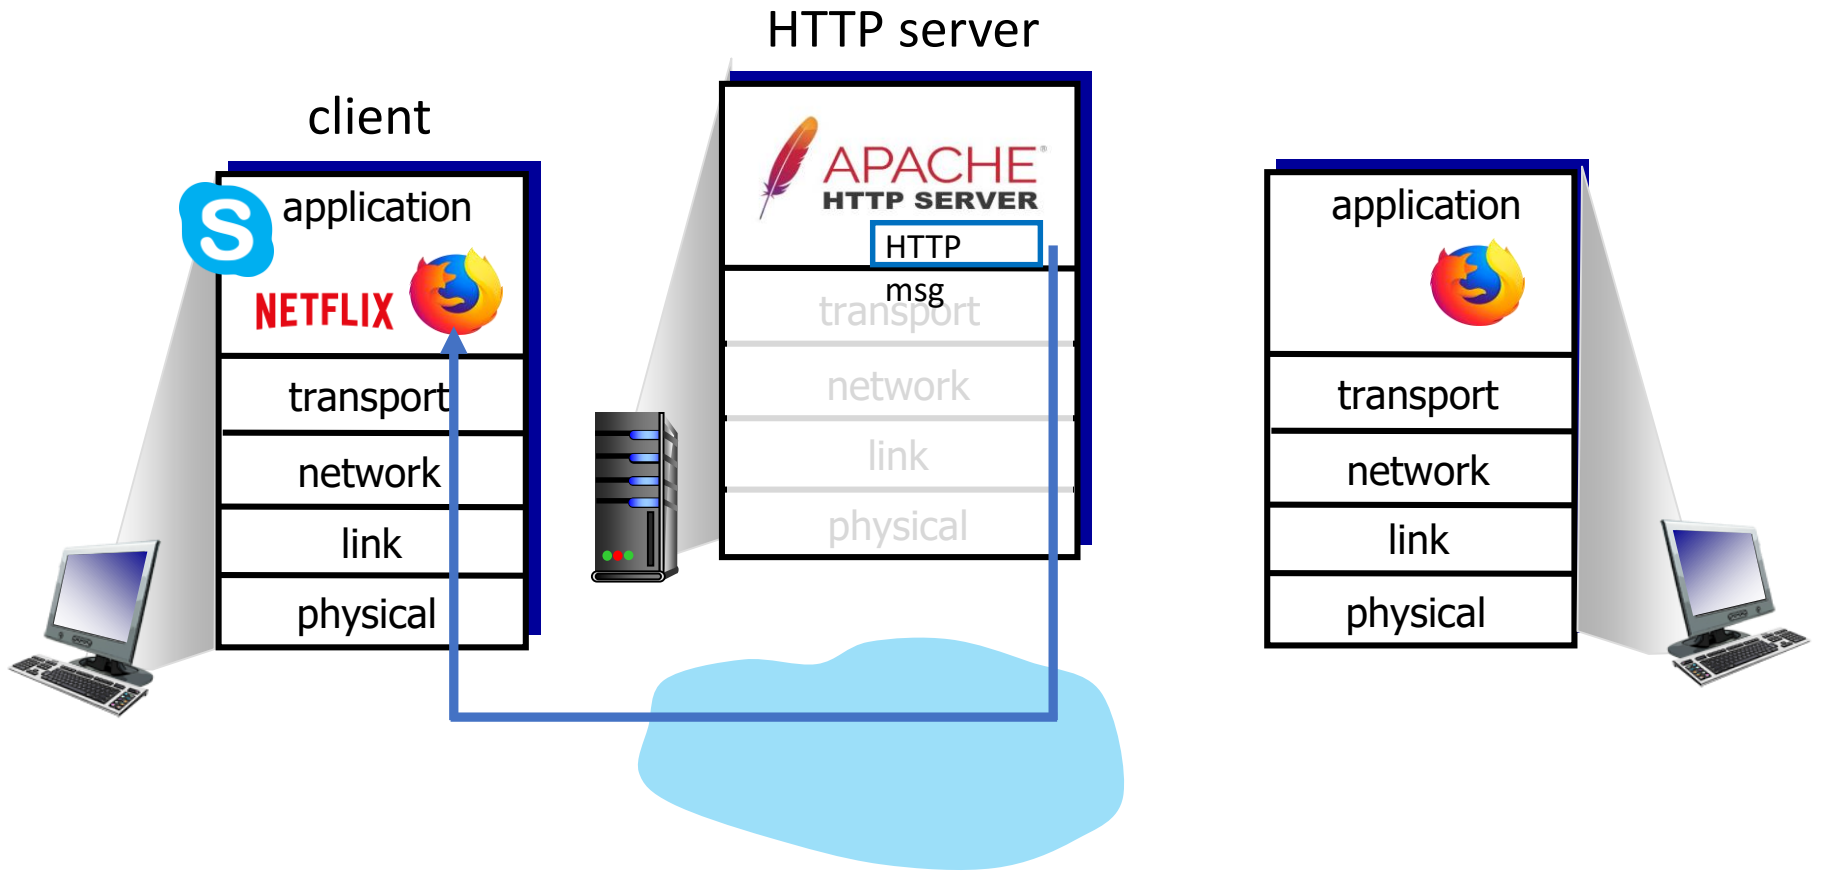 HTTP server
client
APACHE®
HTTP SERVER
HTTP
msg
transport
network
link
physical
S
application
NETFLIX
transport
network
link
physical
application
transport
network
link
physical